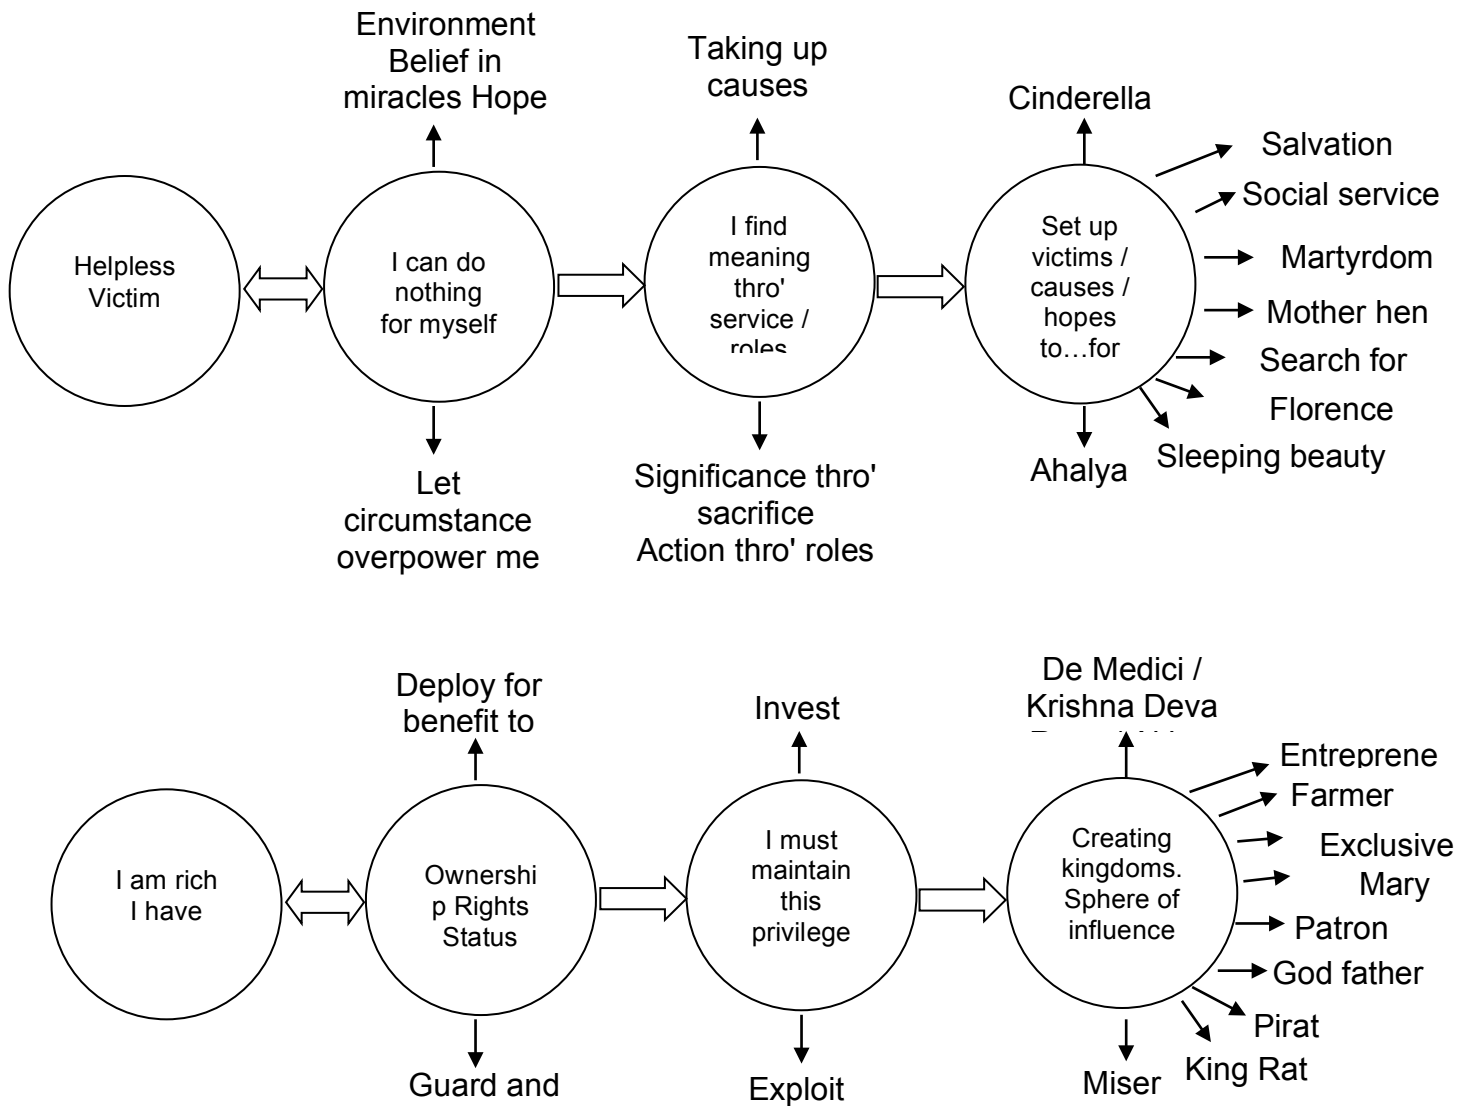 Environment
Belief in
miracles Hope
Taking up
causes
Cinderella
Salvation
Social service
Martyrdom
Mother hen
Search for
Florence
Sleeping beauty
Ahalya
Helpless
Victim
I can do
nothing
for myself
I find
meaning
thro'
service /
roles
Set up
victims /
causes /
hopes
to…for
Let
circumstance
overpower me
Significance thro'
sacrifice
Action thro' roles
Deploy for
benefit to
Invest
De Medici /
Krishna Deva
Entreprene
Farmer
Exclusive
Mary
Patron
God father
Pirat
King Rat
Miser
I am rich
I have
Ownershi
p Rights
Status
I must
maintain
this
privilege
Creating
kingdoms.
Sphere of
influence
Guard and
Exploit